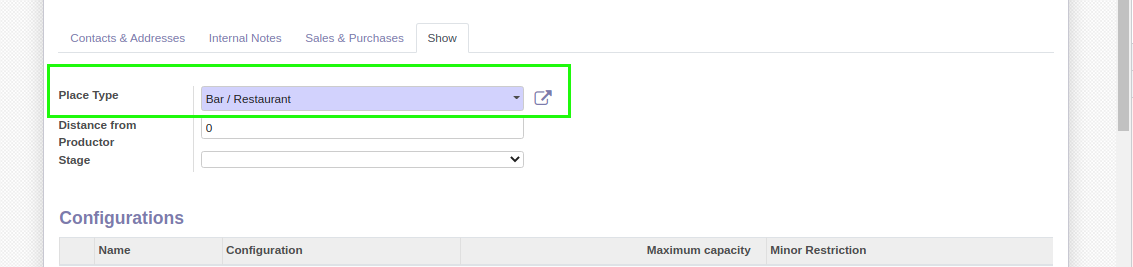 Contacts & Addresses Internal Notes Sales & Purchases Show
Place Type Bar / Restaurant
Distance from Productor 0
Stage
Configurations
Name Configuration Maximum capacity Minor Restriction